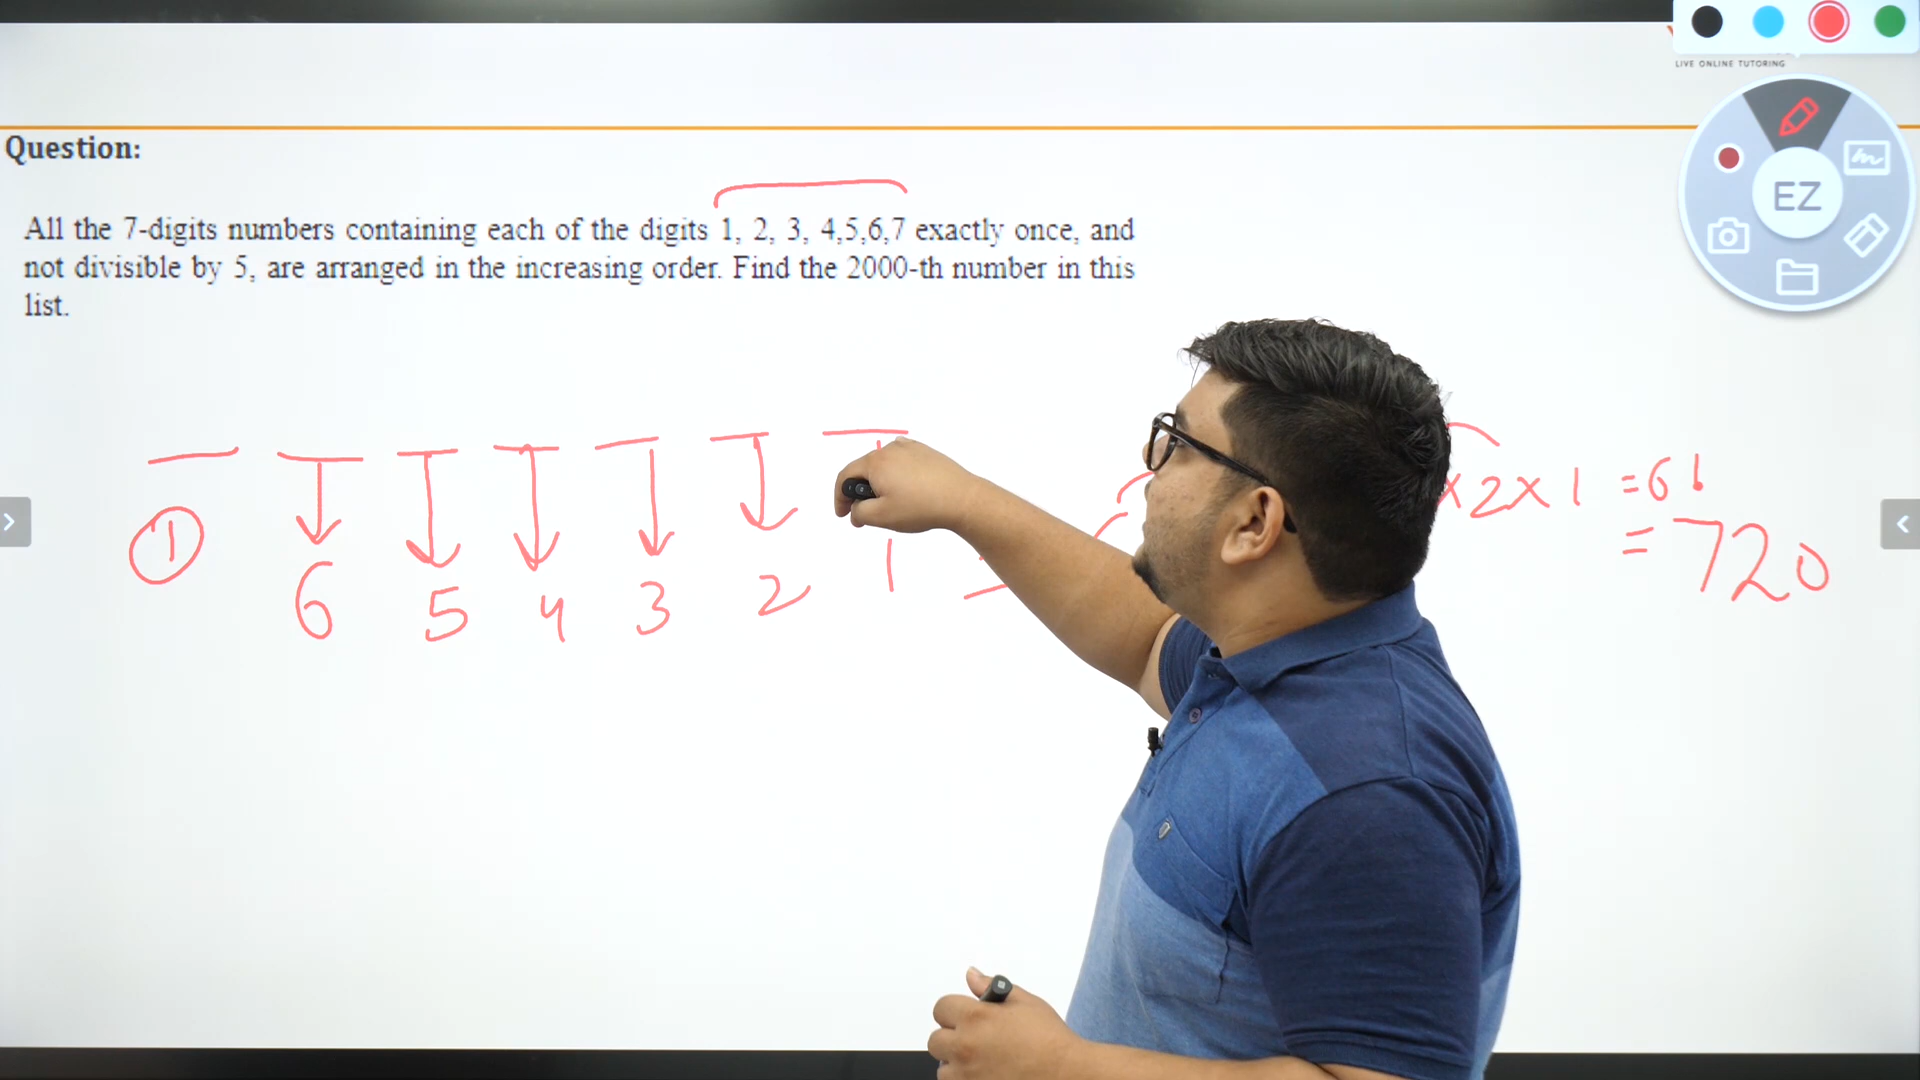 LIVE ONLINE TUTORING
EZ
Question:
All the 7-digits numbers containing each of the digits 1, 2, 3, 4,5,6,7 exactly once, and
not divisible by 5, are arranged in the increasing order. Find the 2000-th number in this
list.
x2x1 = 6!
= 720
1 6 5 4 3 2 1